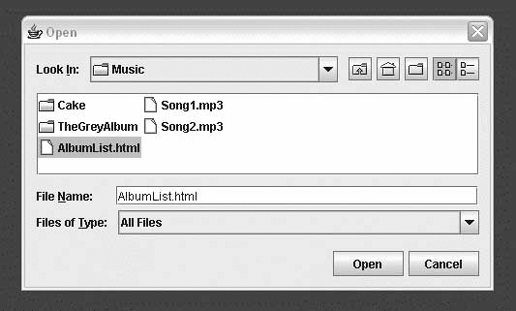 Open
Look In: Music
Cake Song1.mp3
TheGreyAlbum Song2.mp3
AlbumList.html
File Name: AlbumList.html
Files of Type: All Files
Open Cancel